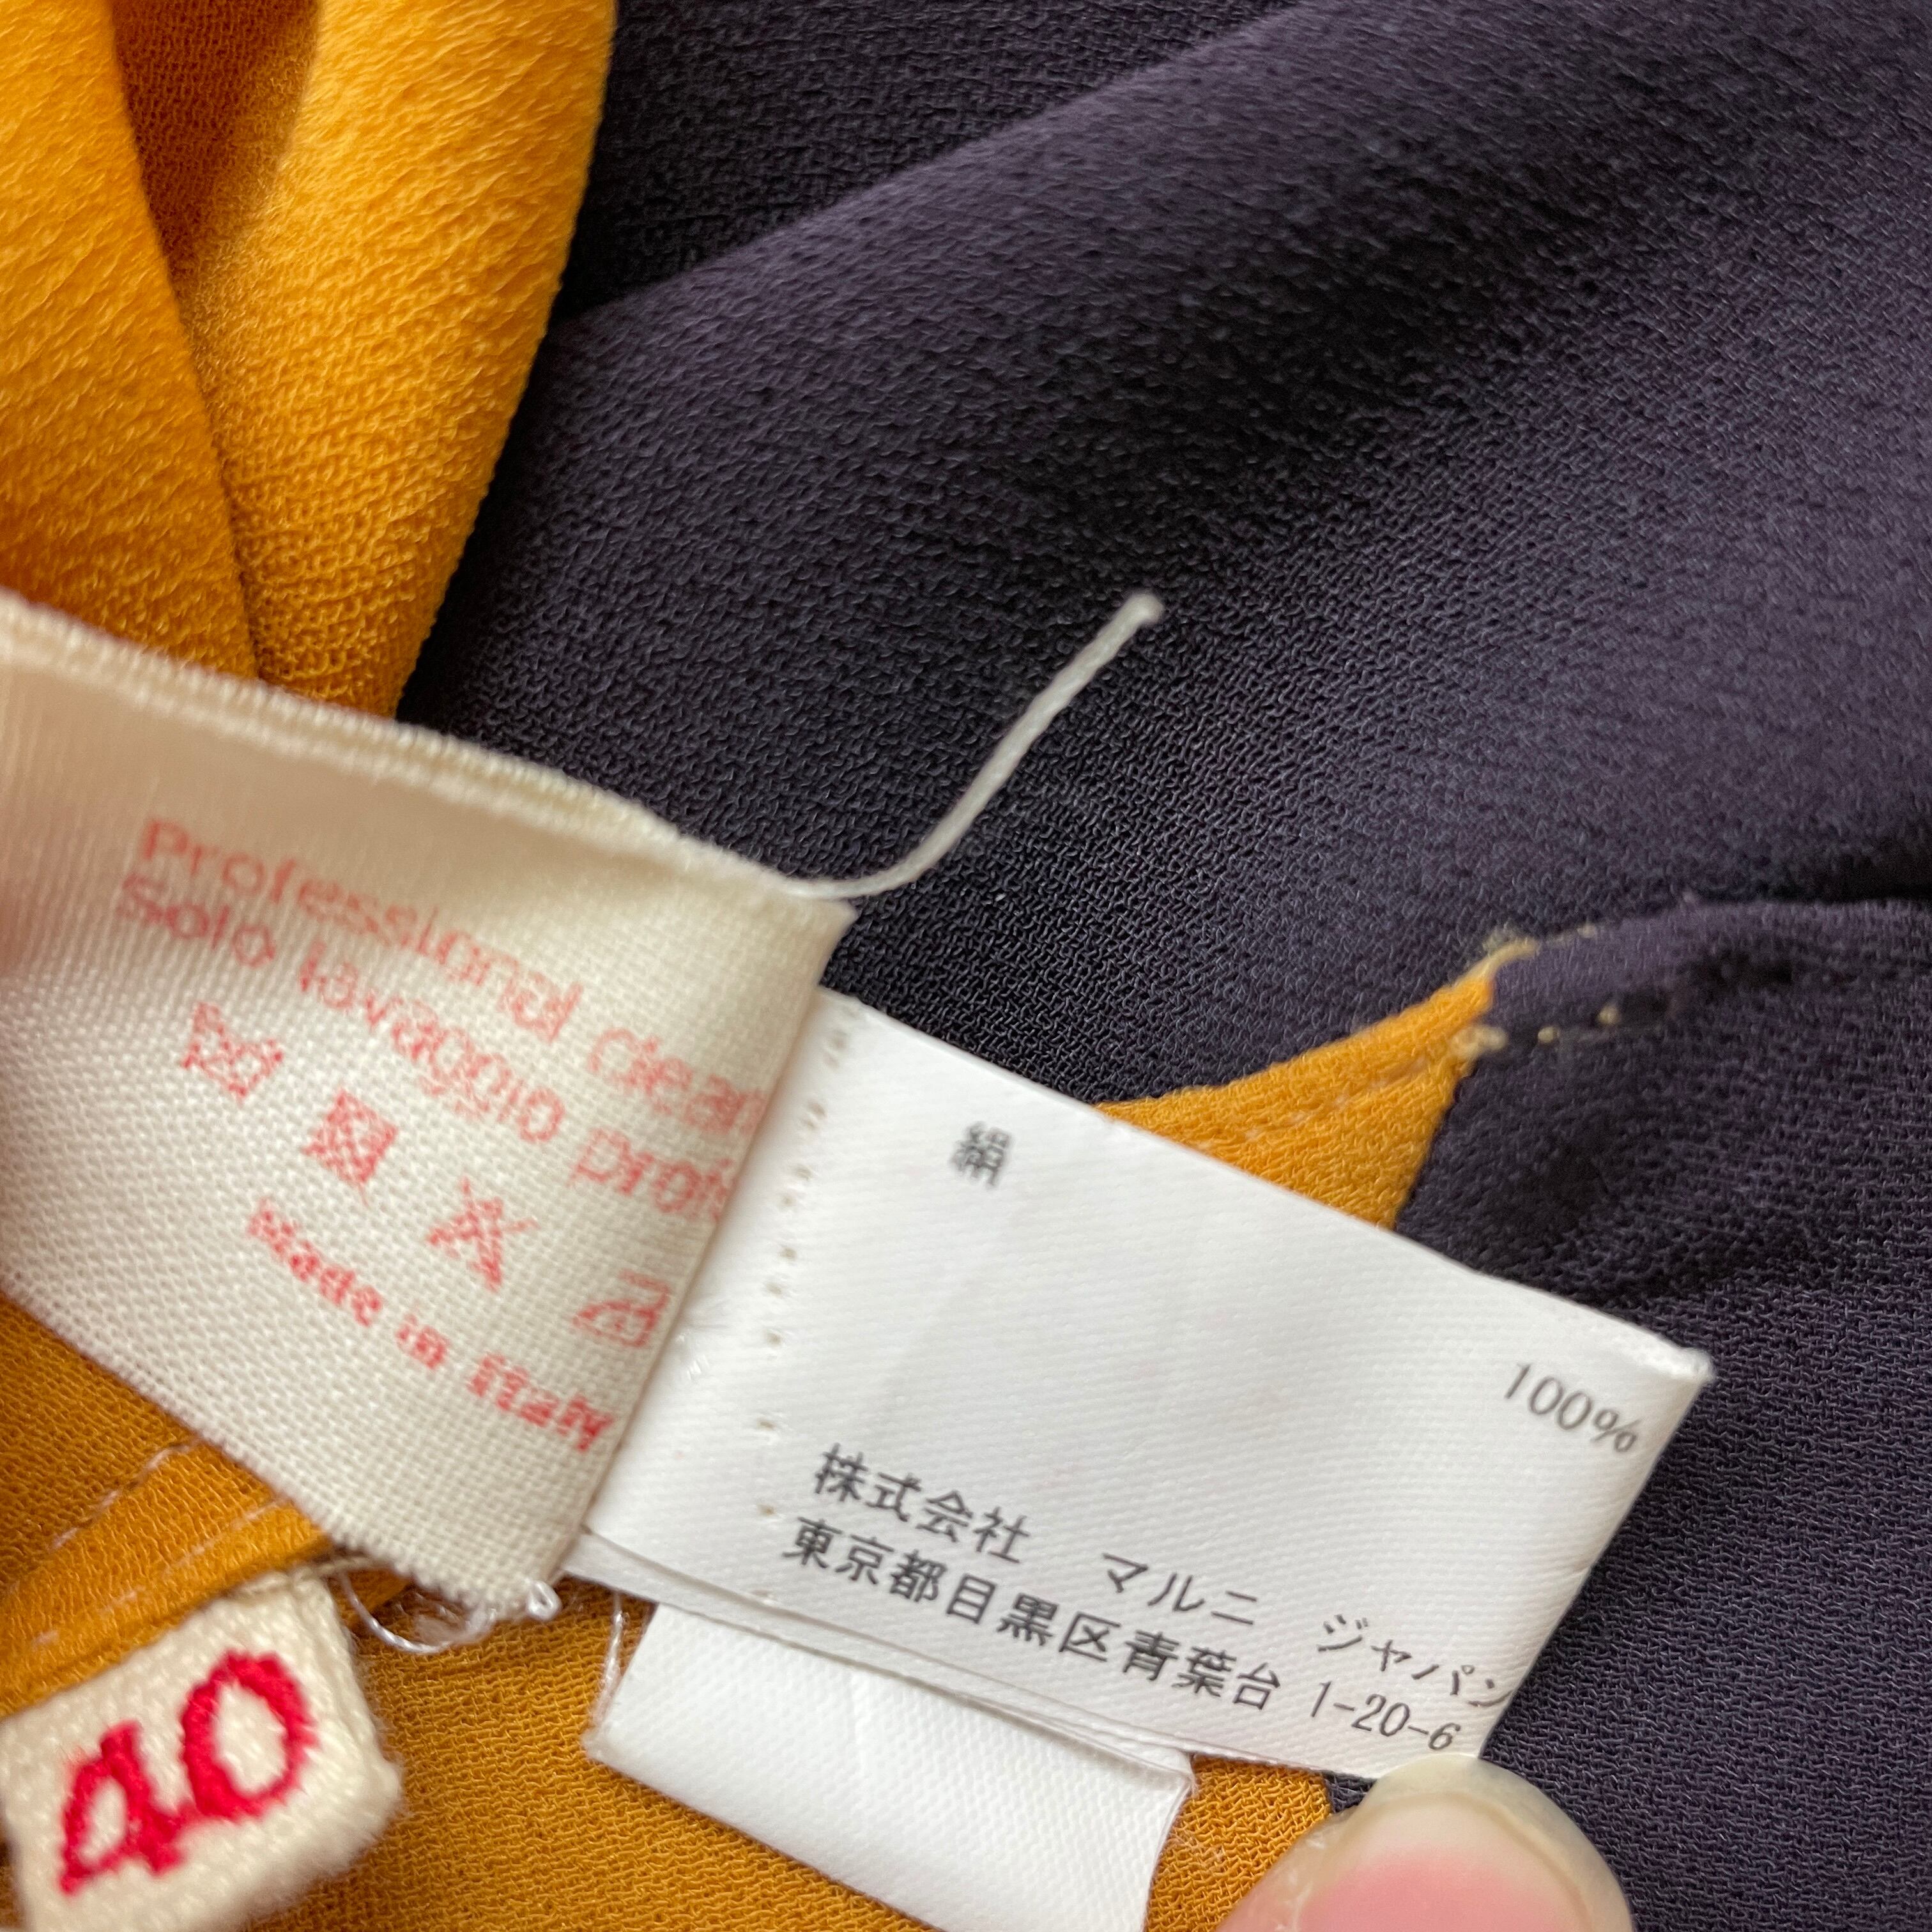 Professional clean
Solo lavaggio prof
Made in Italy
40
絹
100%
株式会社 マルニ ジャパン
東京都目黒区青葉台 1-20-6